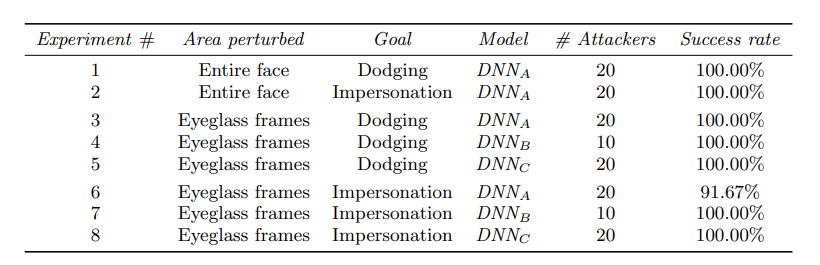 Experiment # Area perturbed Goal Model # Attackers Success rate
1 Entire face Dodging DNN_A 20 100.00%
2 Entire face Impersonation DNN_A 20 100.00%
3 Eyeglass frames Dodging DNN_A 20 100.00%
4 Eyeglass frames Dodging DNN_B 10 100.00%
5 Eyeglass frames Dodging DNN_C 20 100.00%
6 Eyeglass frames Impersonation DNN_A 20 91.67%
7 Eyeglass frames Impersonation DNN_B 10 100.00%
8 Eyeglass frames Impersonation DNN_C 20 100.00%